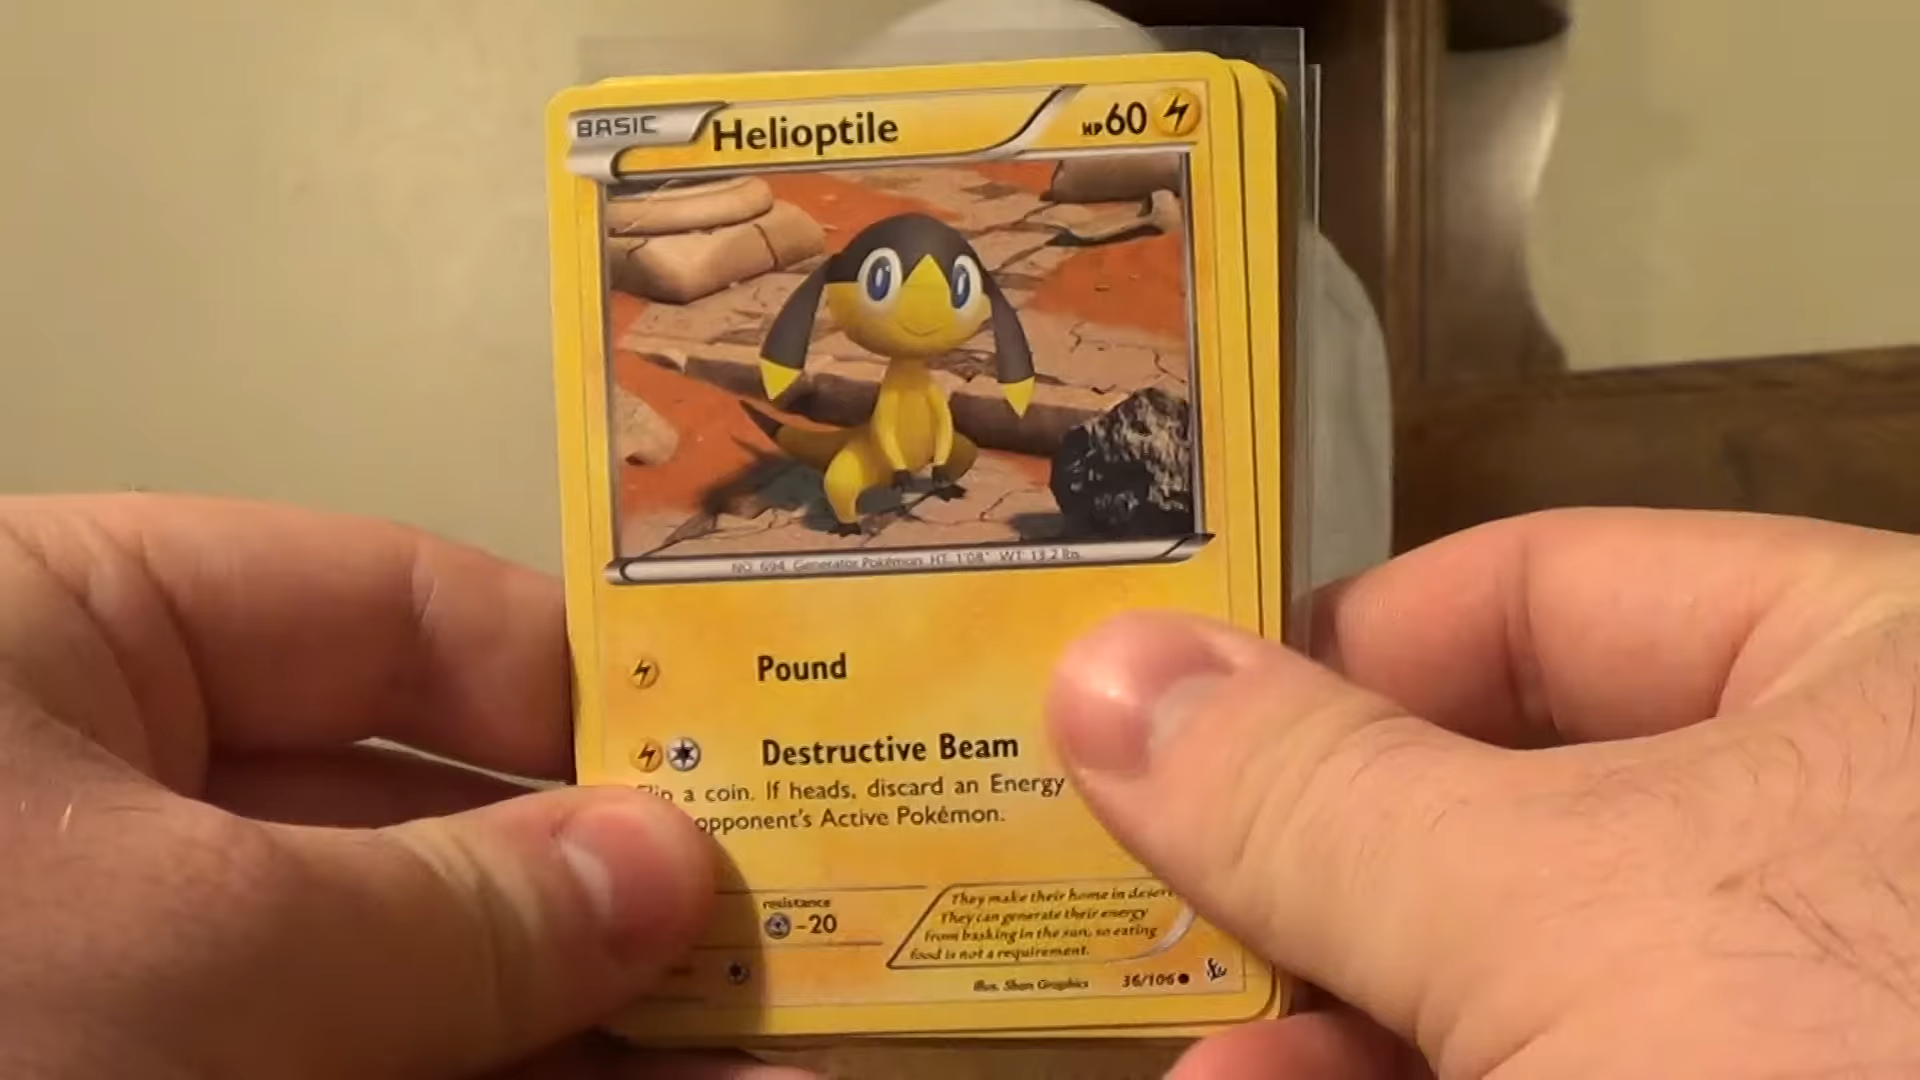 BASIC Helioptile HP60
NO. 694 Generator Pokémon HT: 1'08" WT: 13.2 lbs.
Pound
Destructive Beam
Flip a coin. If heads, discard an Energy
opponent's Active Pokémon.
resistance
-20
They make their home in
They can generate their energy
from basking in the sun, so eating
food is not a requirement.
Illus. Shan Graphics 36/106